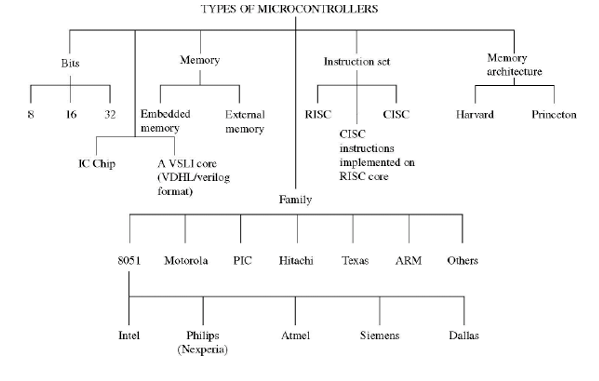 TYPES OF MICROCONTROLLERS
Bits
Memory
Instruction set
Memory
architecture
8
16
32
Embedded
memory
External
memory
RISC
CISC
instructions
implemented on
RISC core
CISC
Harvard
Princeton
IC Chip
A VSLI core
(VDHL/verilog
format)
Family
8051
Motorola
PIC
Hitachi
Texas
ARM
Others
Intel
Philips
(Nexperia)
Atmel
Siemens
Dallas